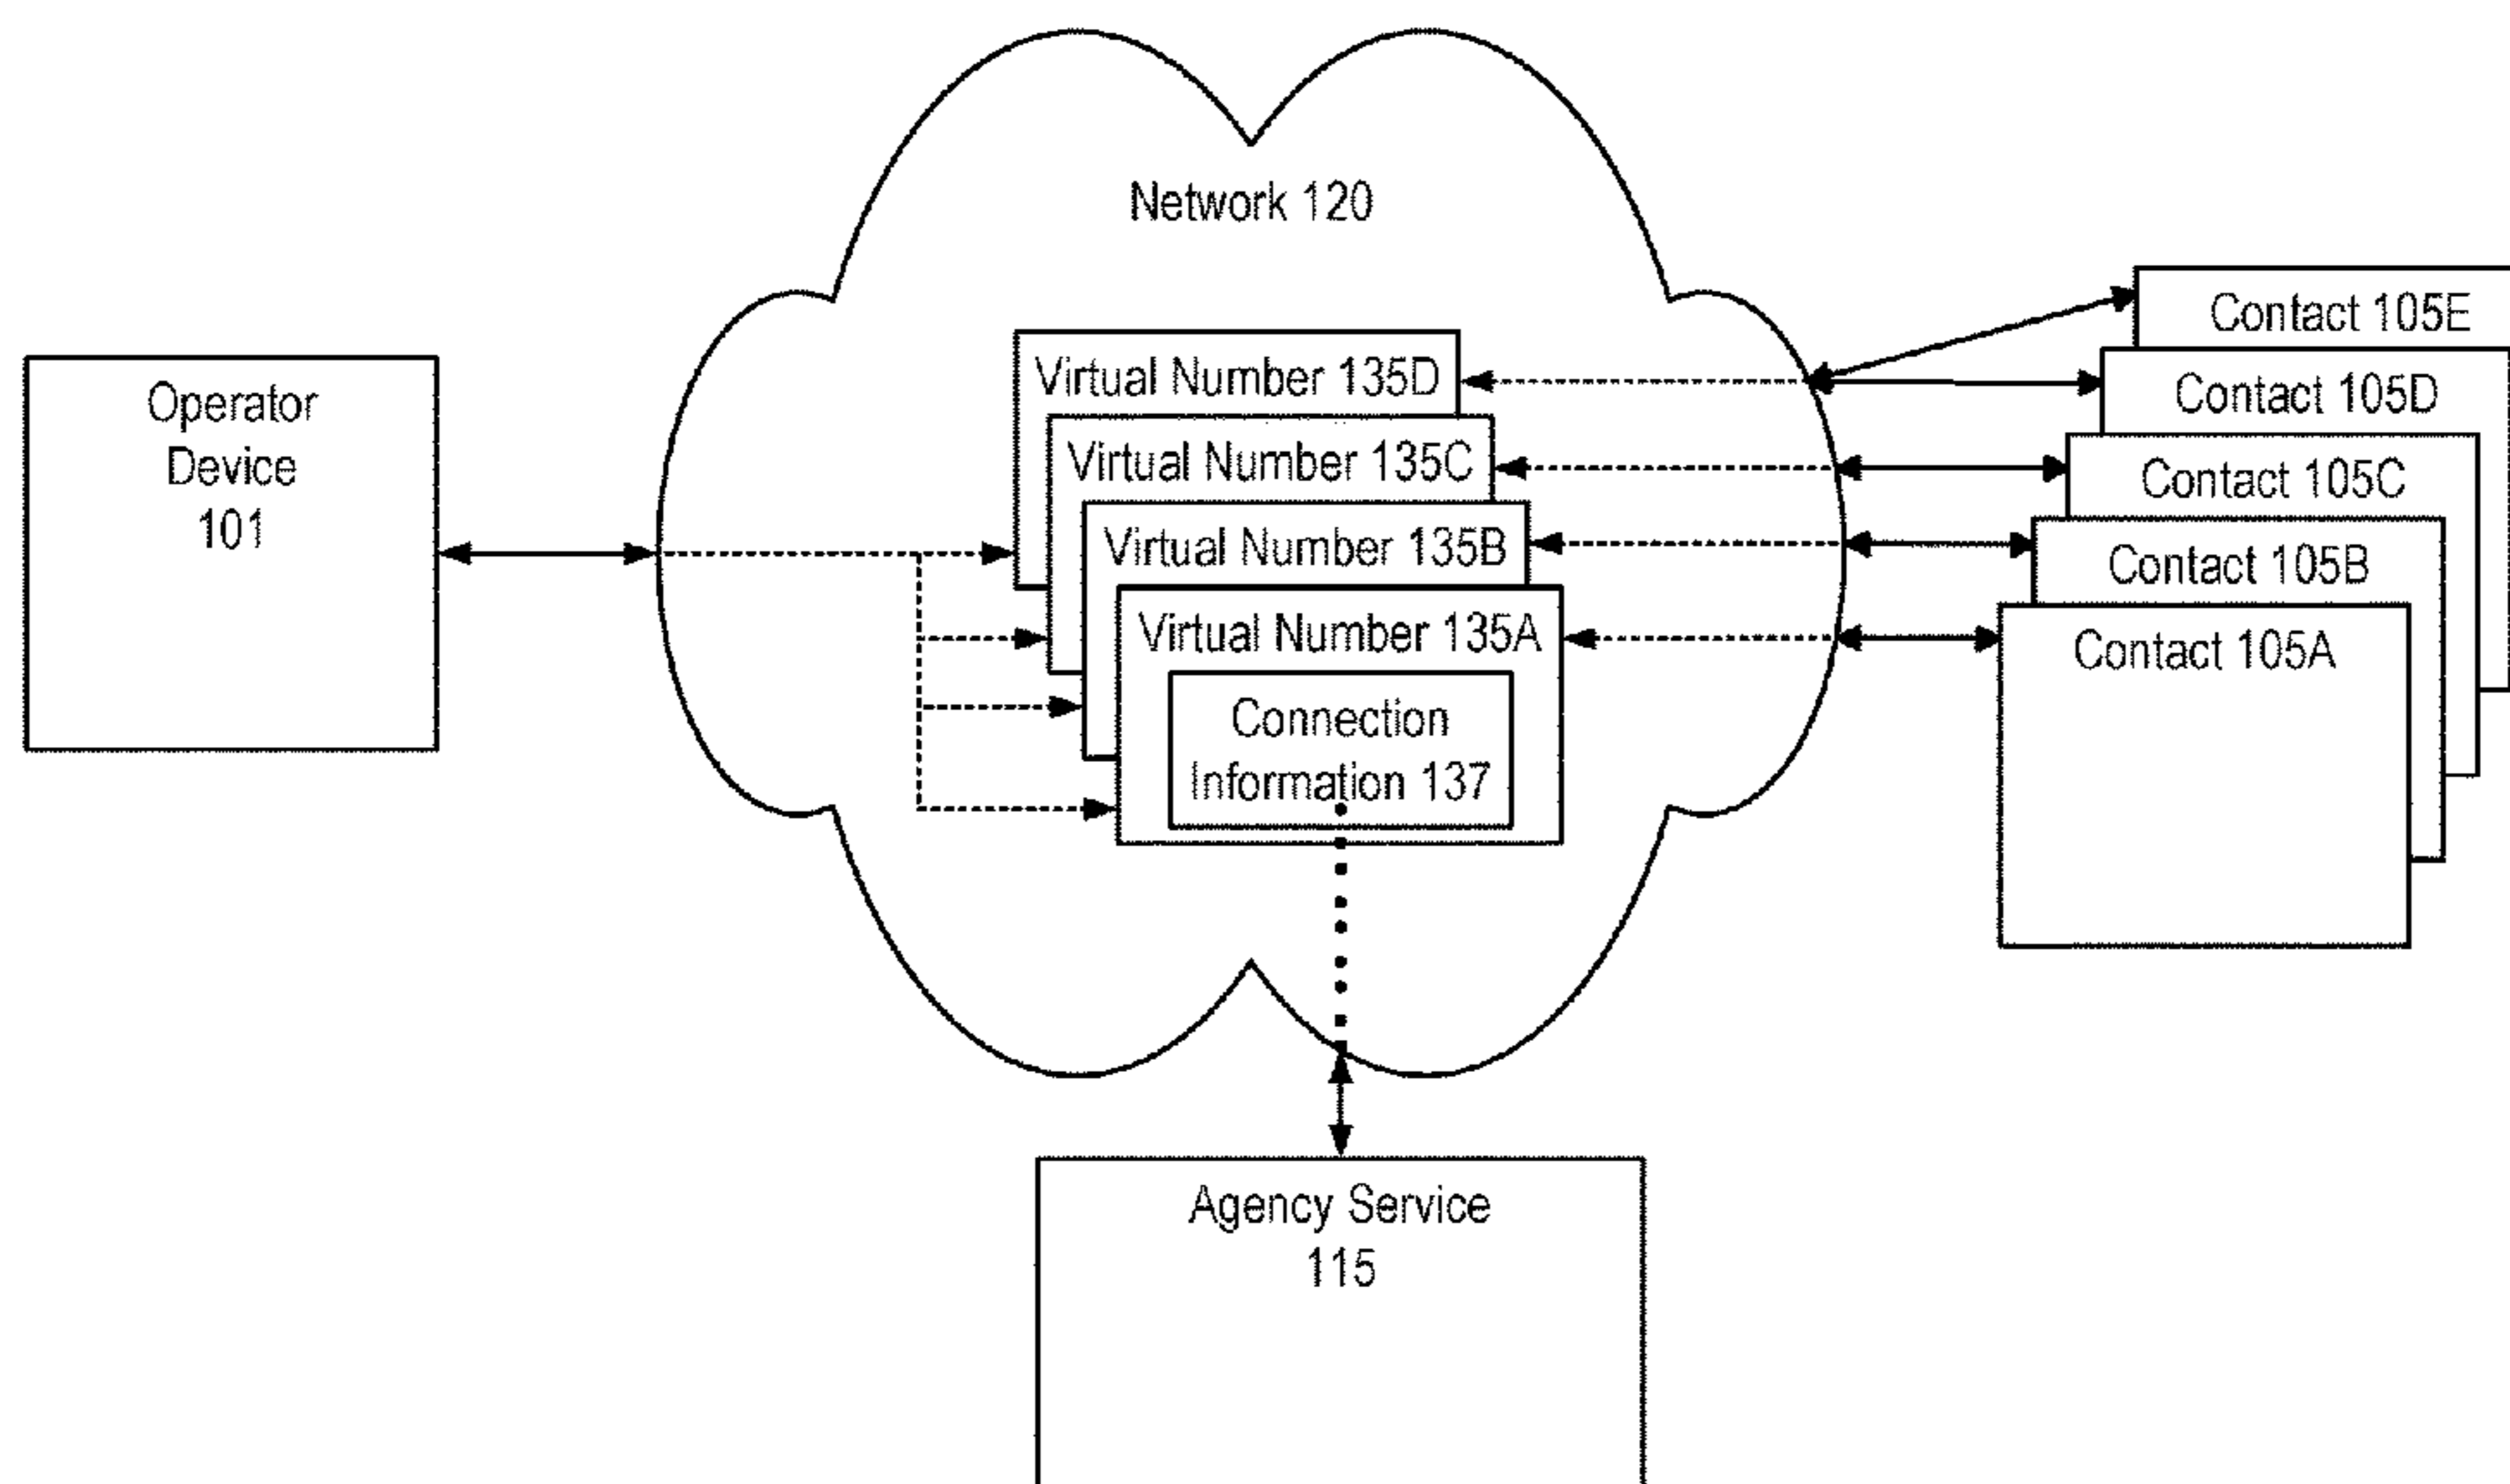 Network 120
Operator
Device
101
Virtual Number 135D
Virtual Number 135C
Virtual Number 135B
Virtual Number 135A
Connection
Information 137
Contact 105E
Contact 105D
Contact 105C
Contact 105B
Contact 105A
Agency Service
115